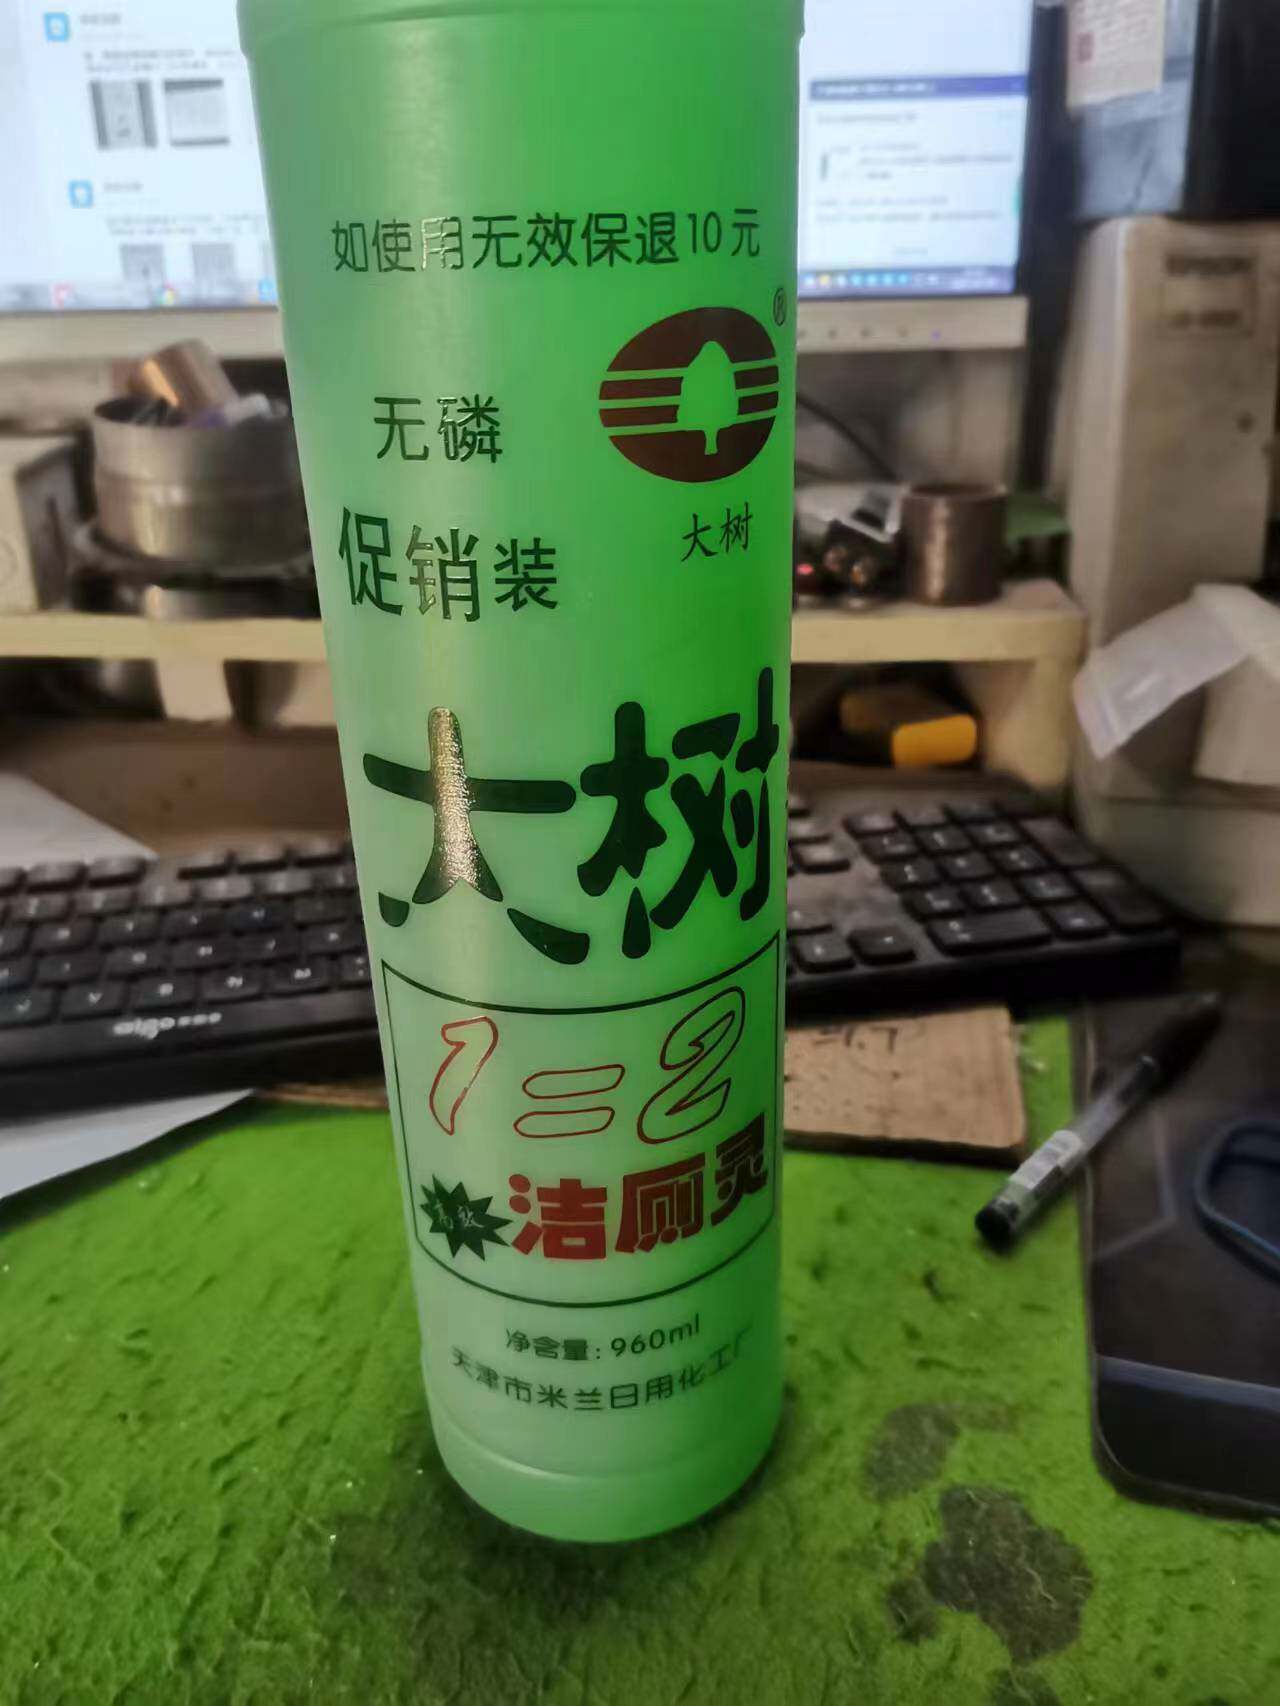 如使用无效保退10元
®
无磷
大树
促销装
大树
1=2
高效
洁厕灵
净含量：960ml
天津市米兰日用化工厂
aigo
EPSON